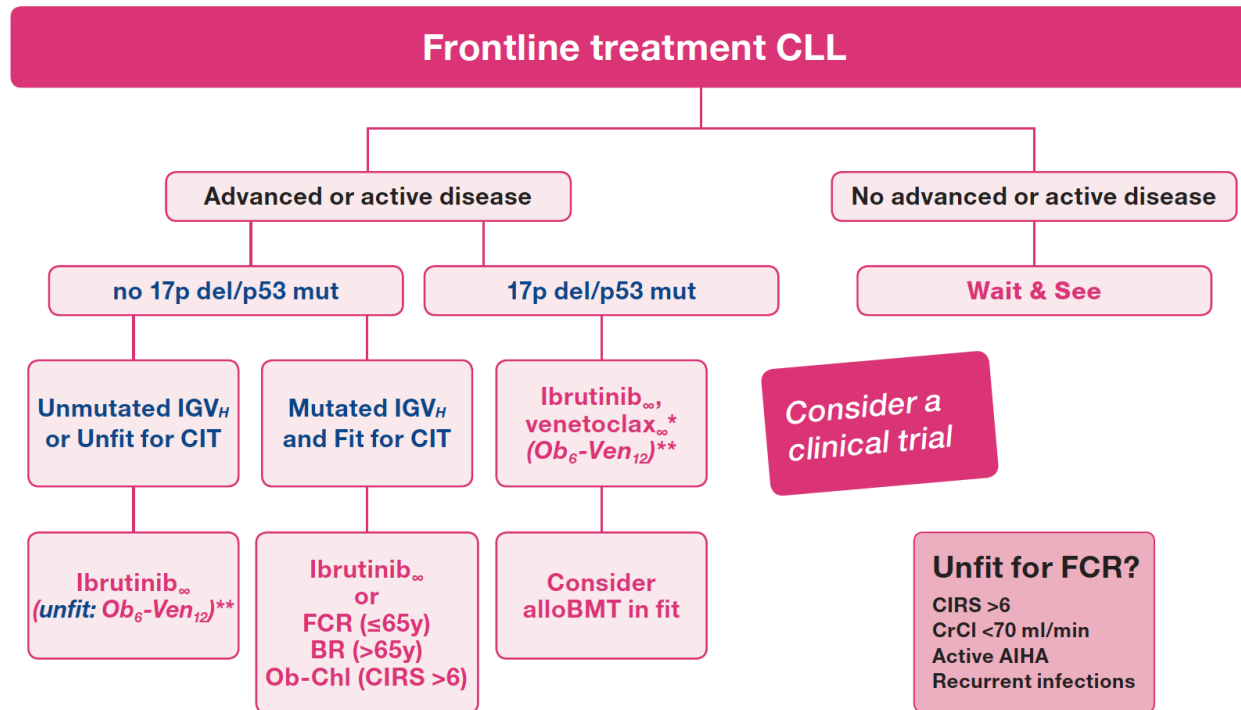 Frontline treatment CLL
Advanced or active disease
No advanced or active disease
no 17p del/p53 mut
17p del/p53 mut
Wait & See
Unmutated IGV_H
or Unfit for CIT
Mutated IGV_H
and Fit for CIT
Ibrutinib∞,
venetoclax∞*
(Ob₆-Ven₁₂)**
Consider a
clinical trial
Ibrutinib∞
(unfit: Ob₆-Ven₁₂)**
Ibrutinib∞
or
FCR (≤65y)
BR (>65y)
Ob-Chl (CIRS >6)
Consider
alloBMT in fit
Unfit for FCR?
CIRS >6
CrCl <70 ml/min
Active AIHA
Recurrent infections